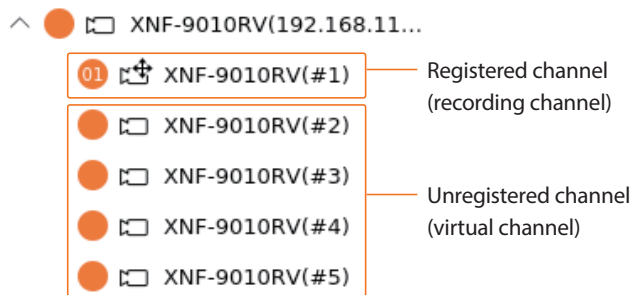 XNF-9010RV(192.168.11...
01 XNF-9010RV(#1)
Registered channel
(recording channel)
XNF-9010RV(#2)
XNF-9010RV(#3)
XNF-9010RV(#4)
XNF-9010RV(#5)
Unregistered channel
(virtual channel)